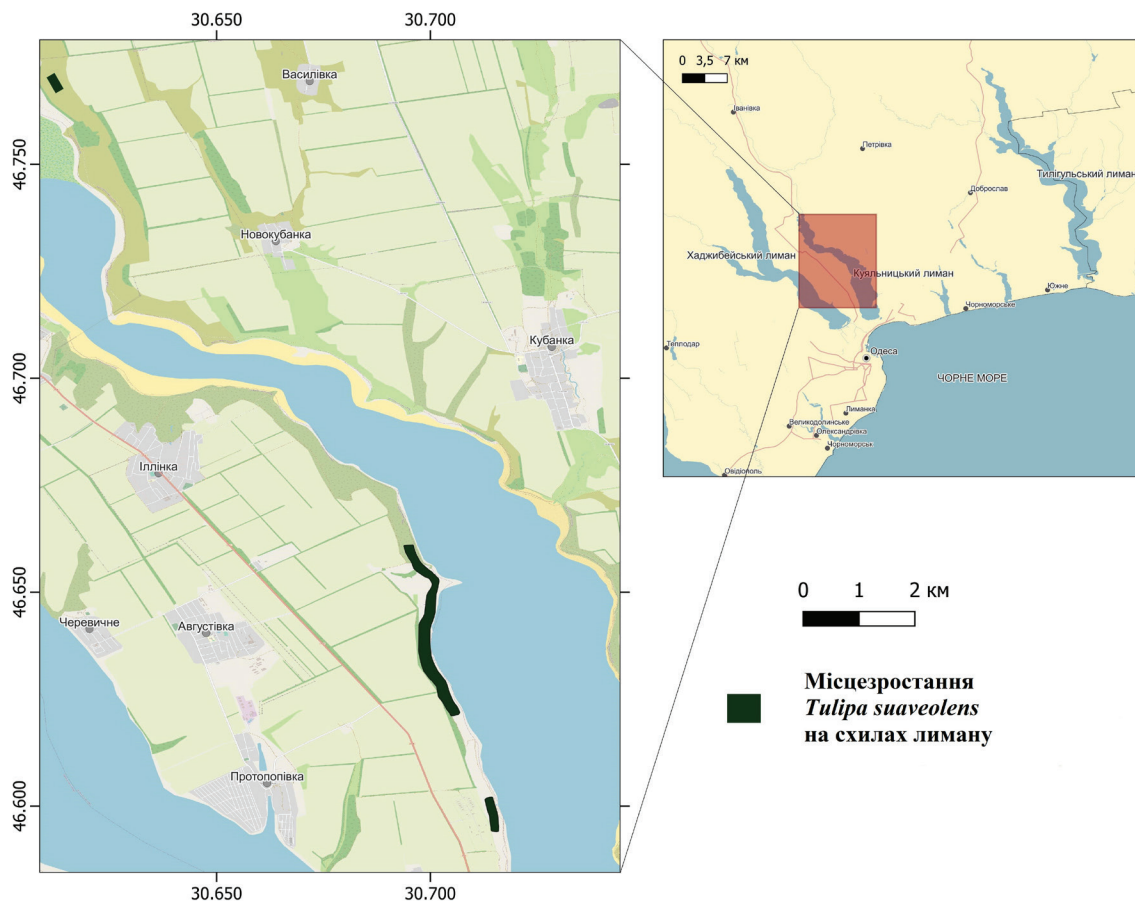 30.650 30.700
Василівка
46.750
Новокубанка
Кубанка
46.700
Іллінка
46.650
Черевичне
Августівка
Протопопівка
46.600
30.650 30.700
0 3,5 7 км
Іванівка
Петрівка
Тилігульський лиман
Доброслав
Хаджибейський лиман
Куяльницький лиман
Южне
Чорноморське
Теплодар
Одеса
ЧОРНЕ МОРЕ
Лиманка
Великодолинське
Олександрівка
Чорноморськ
Овідіополь
0 1 2 км
Місцезростання
Tulipa suaveolens
на схилах лиману